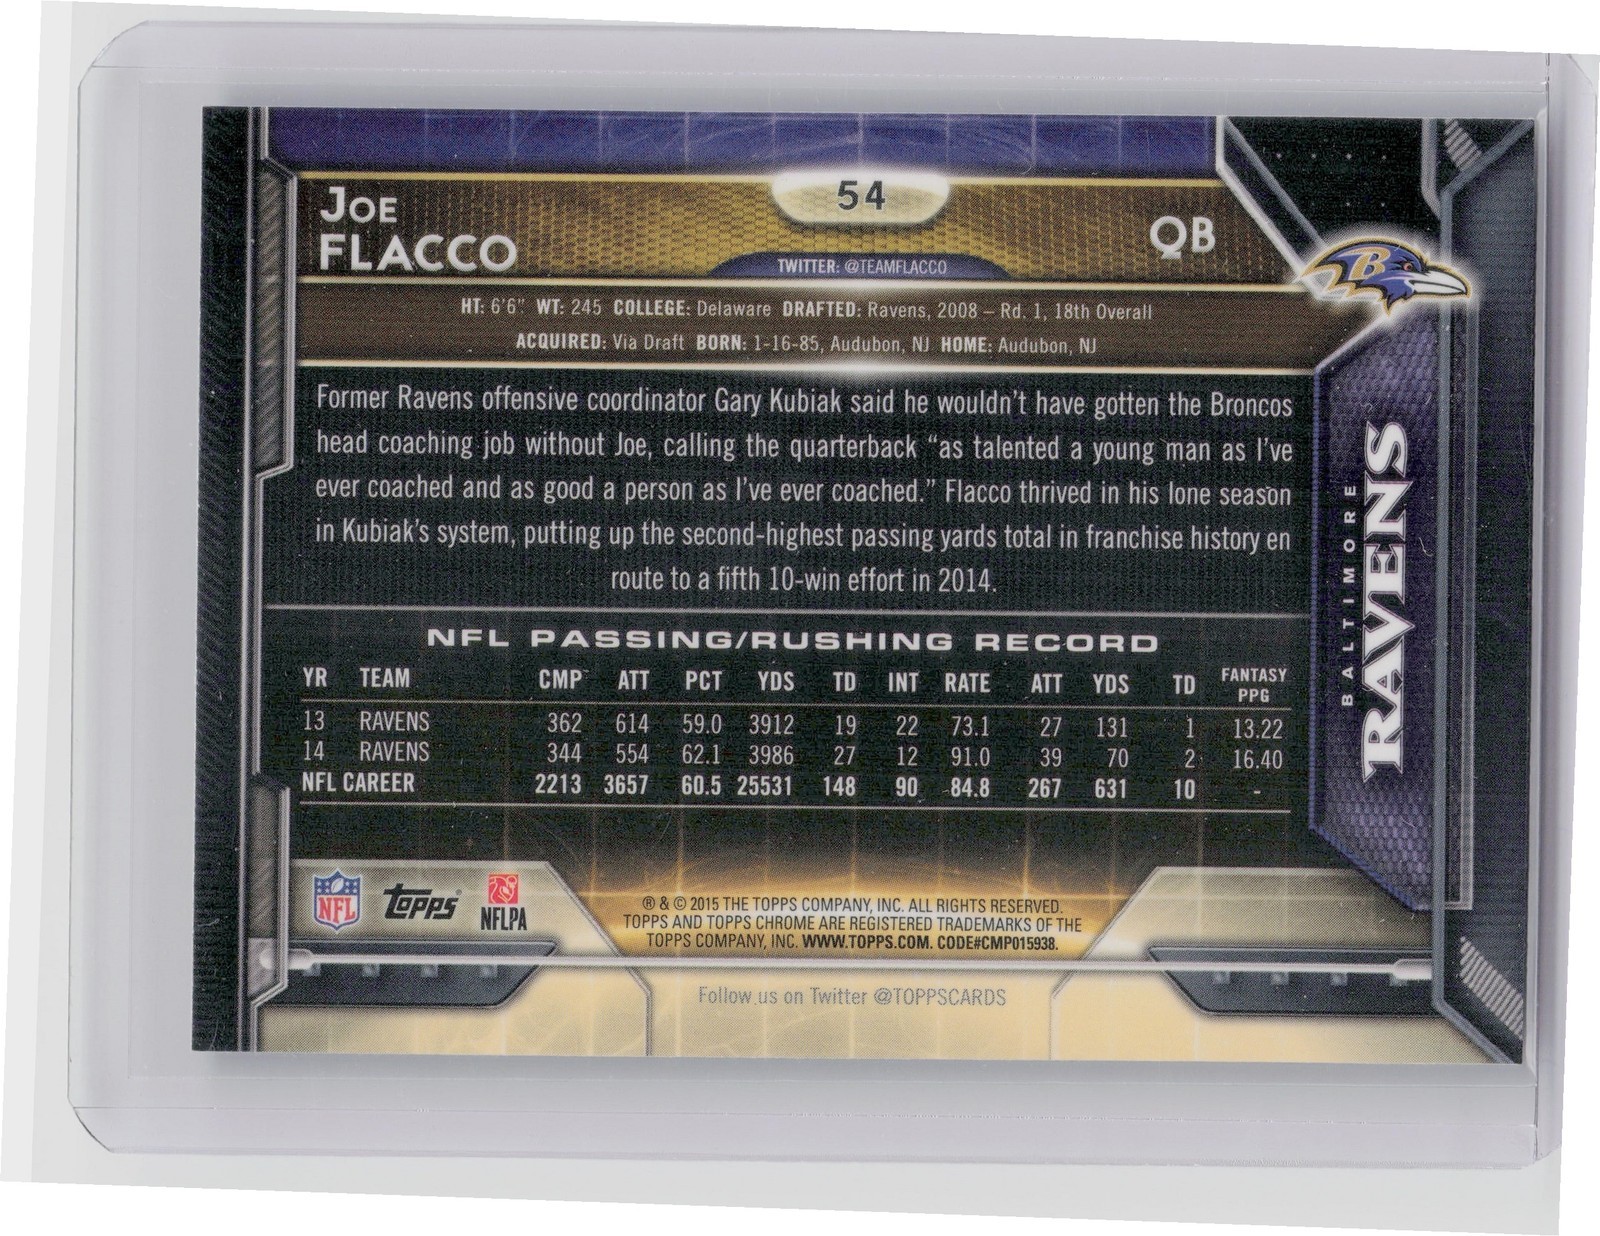 54
JOE
FLACCO
QB
TWITTER: @TEAMFLACCO
HT: 6'6" WT: 245 COLLEGE: Delaware DRAFTED: Ravens, 2008 – Rd. 1, 18th Overall
ACQUIRED: Via Draft BORN: 1-16-85, Audubon, NJ HOME: Audubon, NJ
Former Ravens offensive coordinator Gary Kubiak said he wouldn't have gotten the Broncos
head coaching job without Joe, calling the quarterback “as talented a young man as I've
ever coached and as good a person as I've ever coached.” Flacco thrived in his lone season
in Kubiak's system, putting up the second-highest passing yards total in franchise history en
route to a fifth 10-win effort in 2014.
NFL PASSING/RUSHING RECORD
YR TEAM CMP ATT PCT YDS TD INT RATE ATT YDS TD FANTASY PPG
13 RAVENS 362 614 59.0 3912 19 22 73.1 27 131 1 13.22
14 RAVENS 344 554 62.1 3986 27 12 91.0 39 70 2 16.40
NFL CAREER 2213 3657 60.5 25531 148 90 84.8 267 631 10 -
B
BALTIMORE
RAVENS
NFL
Topps
NFLPA
® & © 2015 THE TOPPS COMPANY, INC. ALL RIGHTS RESERVED.
TOPPS AND TOPPS CHROME ARE REGISTERED TRADEMARKS OF THE
TOPPS COMPANY, INC. WWW.TOPPS.COM. CODE#CMP015938.
Follow us on Twitter @TOPPSCARDS